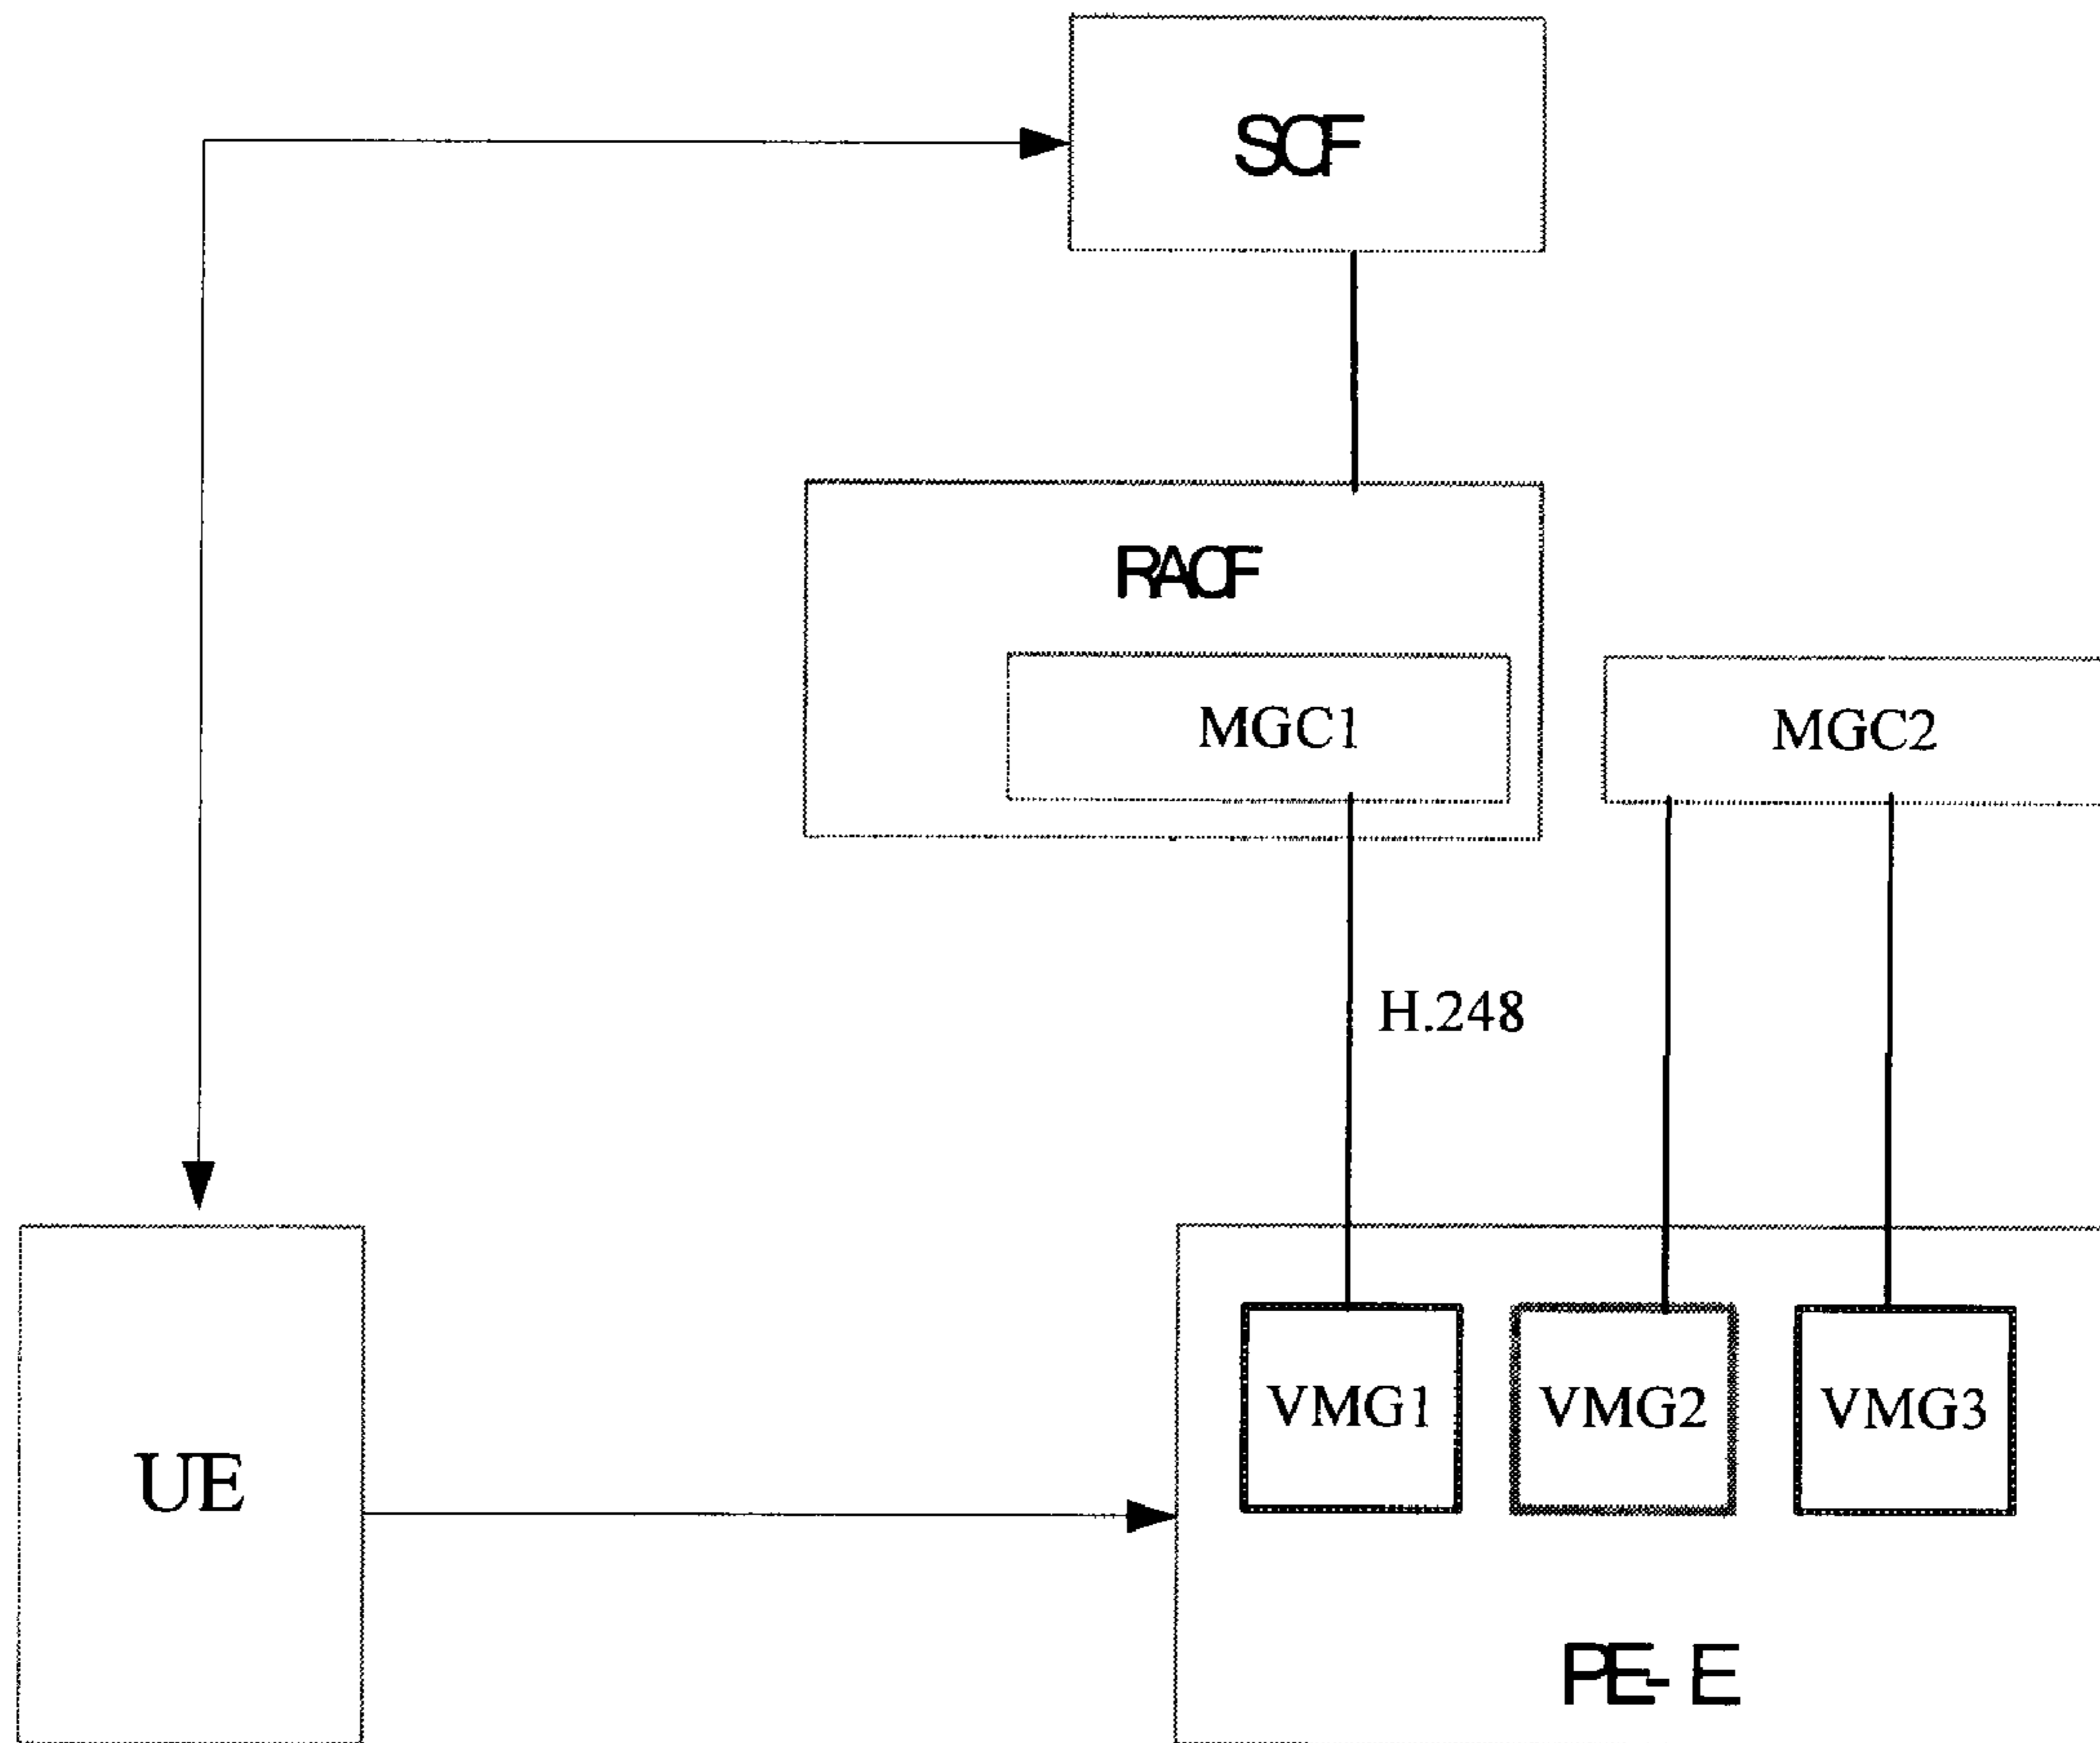 SCF
RACF
MGC1
MGC2
H.248
VMG1
VMG2
VMG3
UE
PE-E